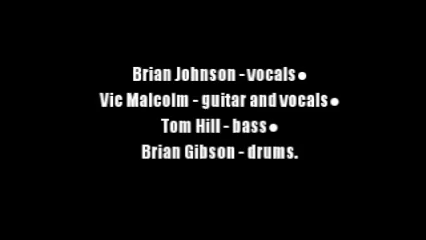 Brian Johnson - vocals●
Vic Malcolm - guitar and vocals●
Tom Hill - bass●
Brian Gibson - drums.